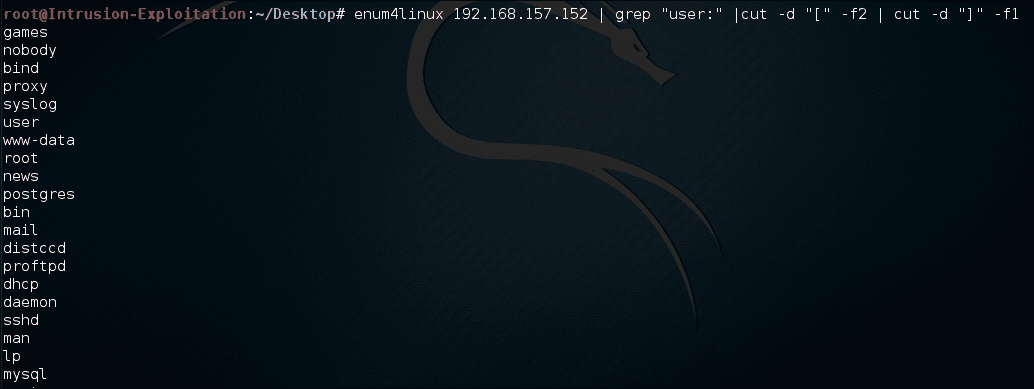 root@Intrusion-Exploitation:~/Desktop# enum4linux 192.168.157.152 | grep "user:" |cut -d "[" -f2 | cut -d "]" -f1
games
nobody
bind
proxy
syslog
user
www-data
root
news
postgres
bin
mail
distccd
proftpd
dhcp
daemon
sshd
man
lp
mysql